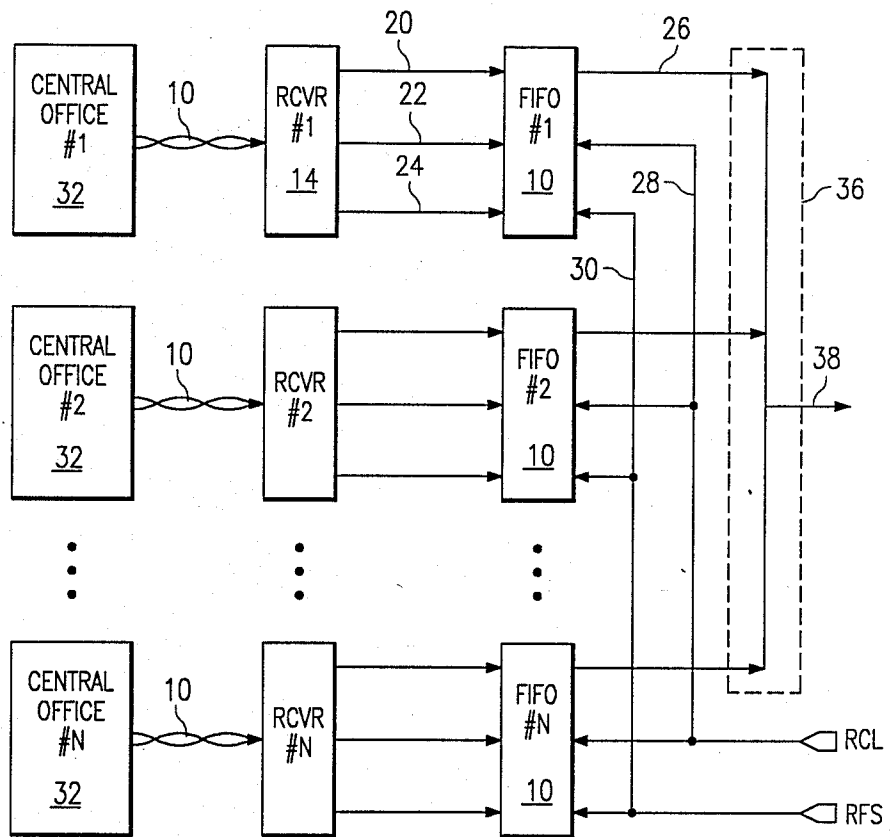 20
26
CENTRAL
OFFICE
#1
32
10
RCVR
#1
14
22
24
FIFO
#1
10
28
36
30
CENTRAL
OFFICE
#2
32
10
RCVR
#2
FIFO
#2
10
38
CENTRAL
OFFICE
#N
32
10
RCVR
#N
FIFO
#N
10
RCL
RFS